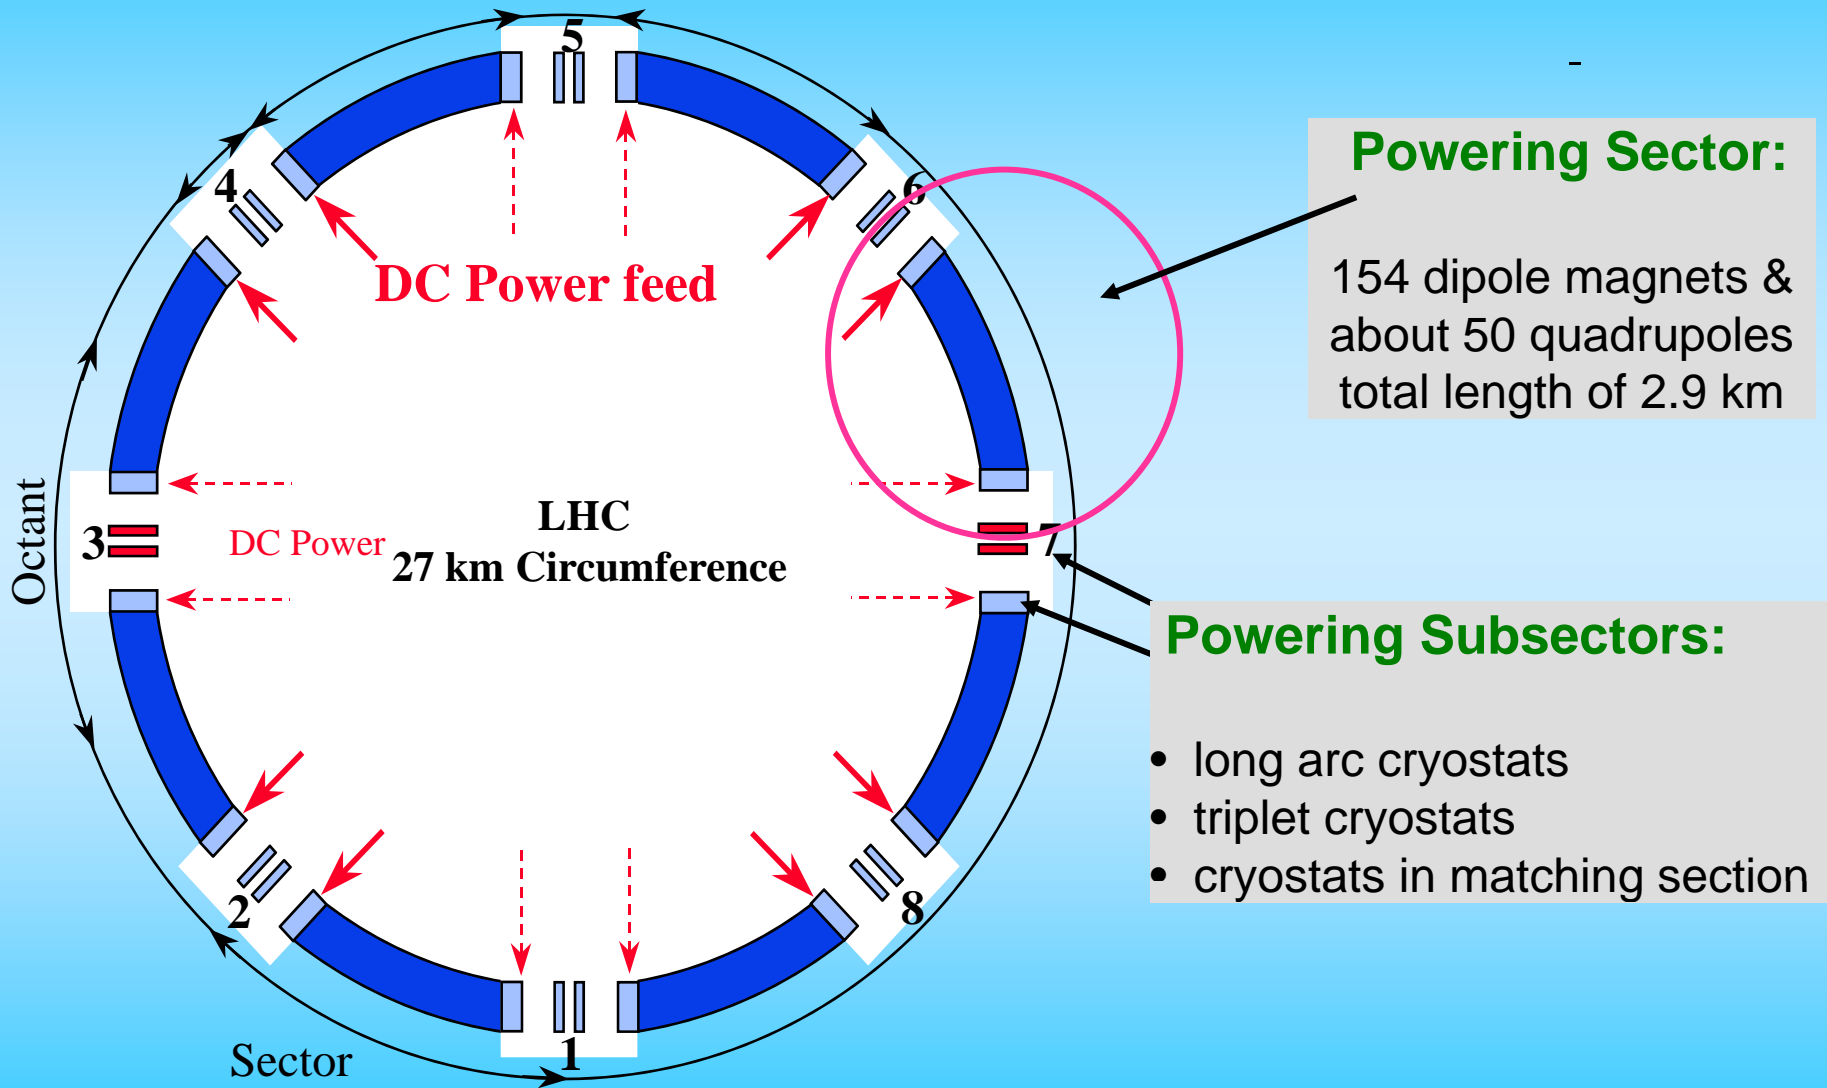 5
4
6
DC Power feed
Powering Sector:
154 dipole magnets &
about 50 quadrupoles
total length of 2.9 km
Octant
3
DC Power
LHC
27 km Circumference
7
Powering Subsectors:
• long arc cryostats
• triplet cryostats
• cryostats in matching section
2
8
1
Sector